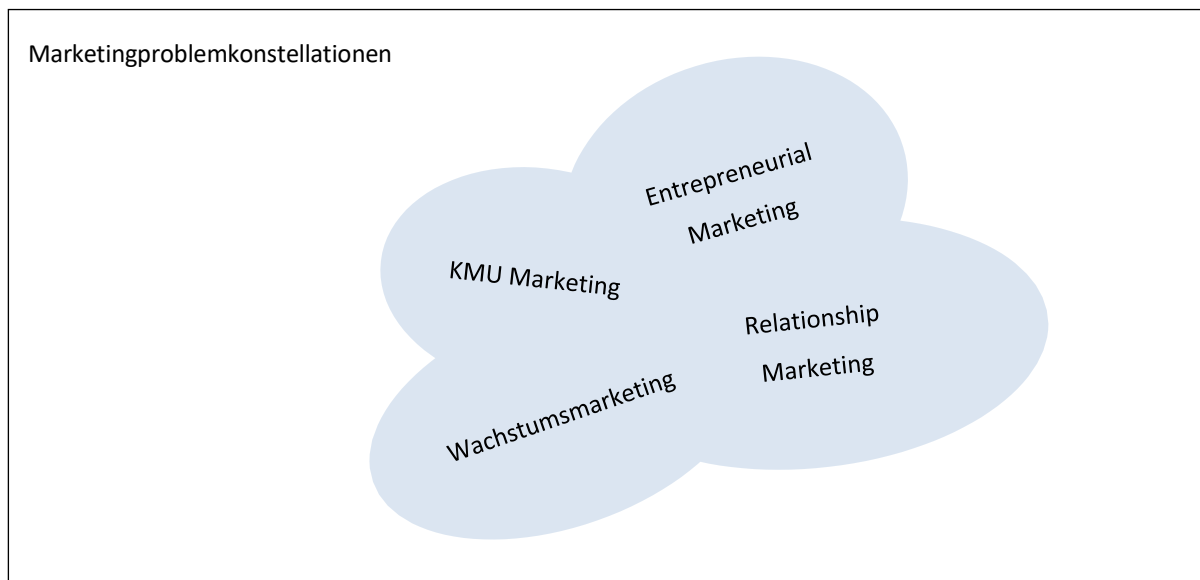 Marketingproblemkonstellationen
Entrepreneurial
Marketing
KMU Marketing
Relationship
Marketing
Wachstumsmarketing